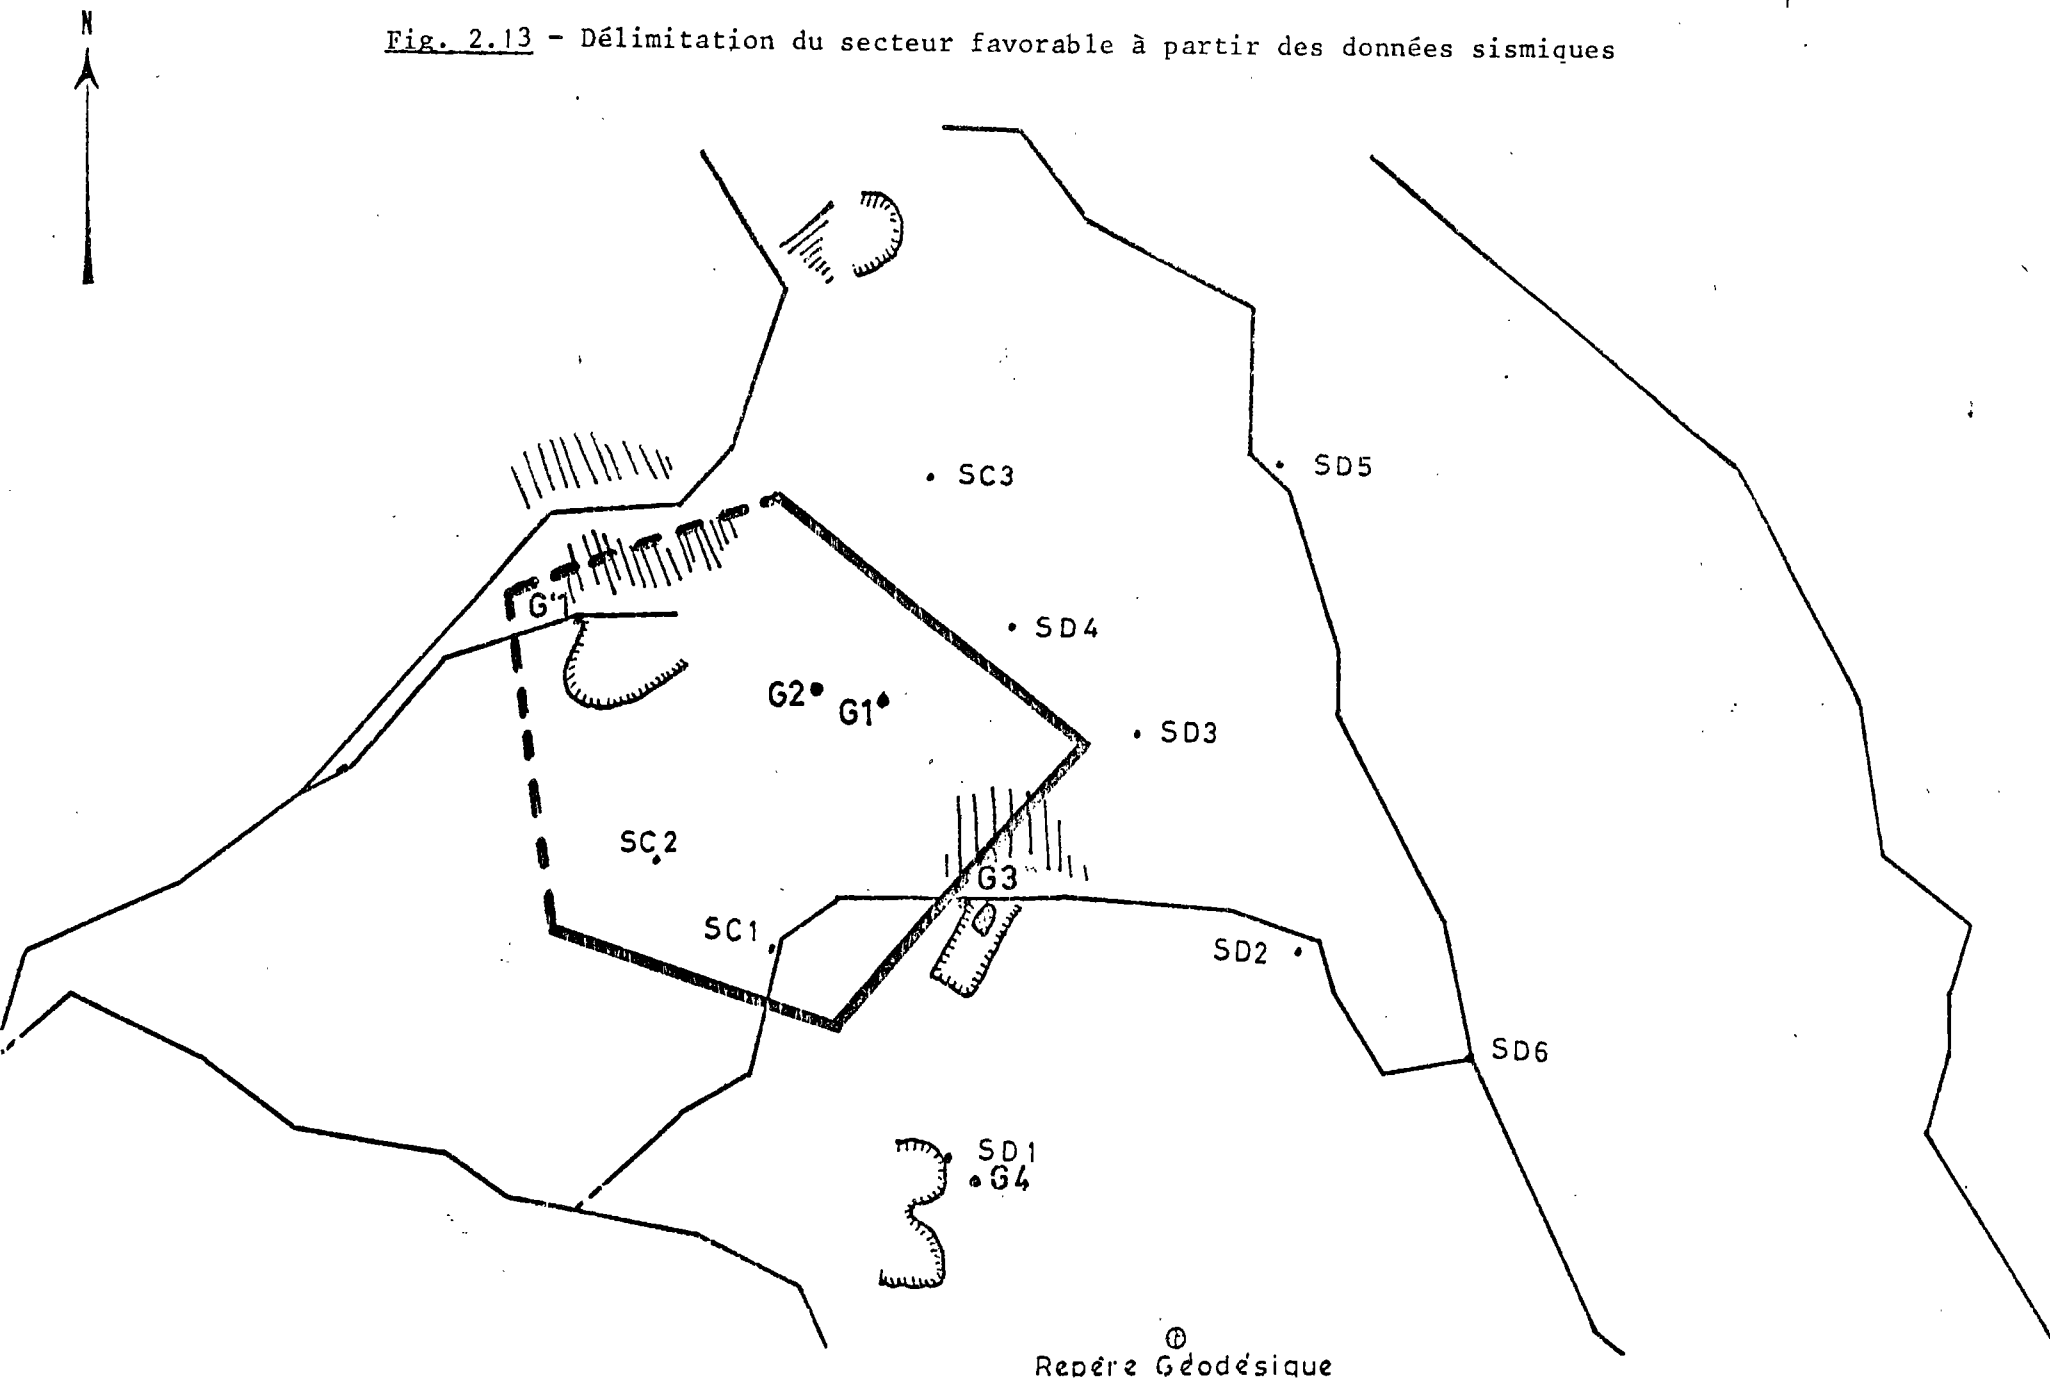 N
Fig. 2.13 - Délimitation du secteur favorable à partir des données sismiques
SC3
SD5
G'1
SD4
G2
G1
SD3
SC2
G3
SC1
SD2
SD6
SD1
G4
Repère Géodésique